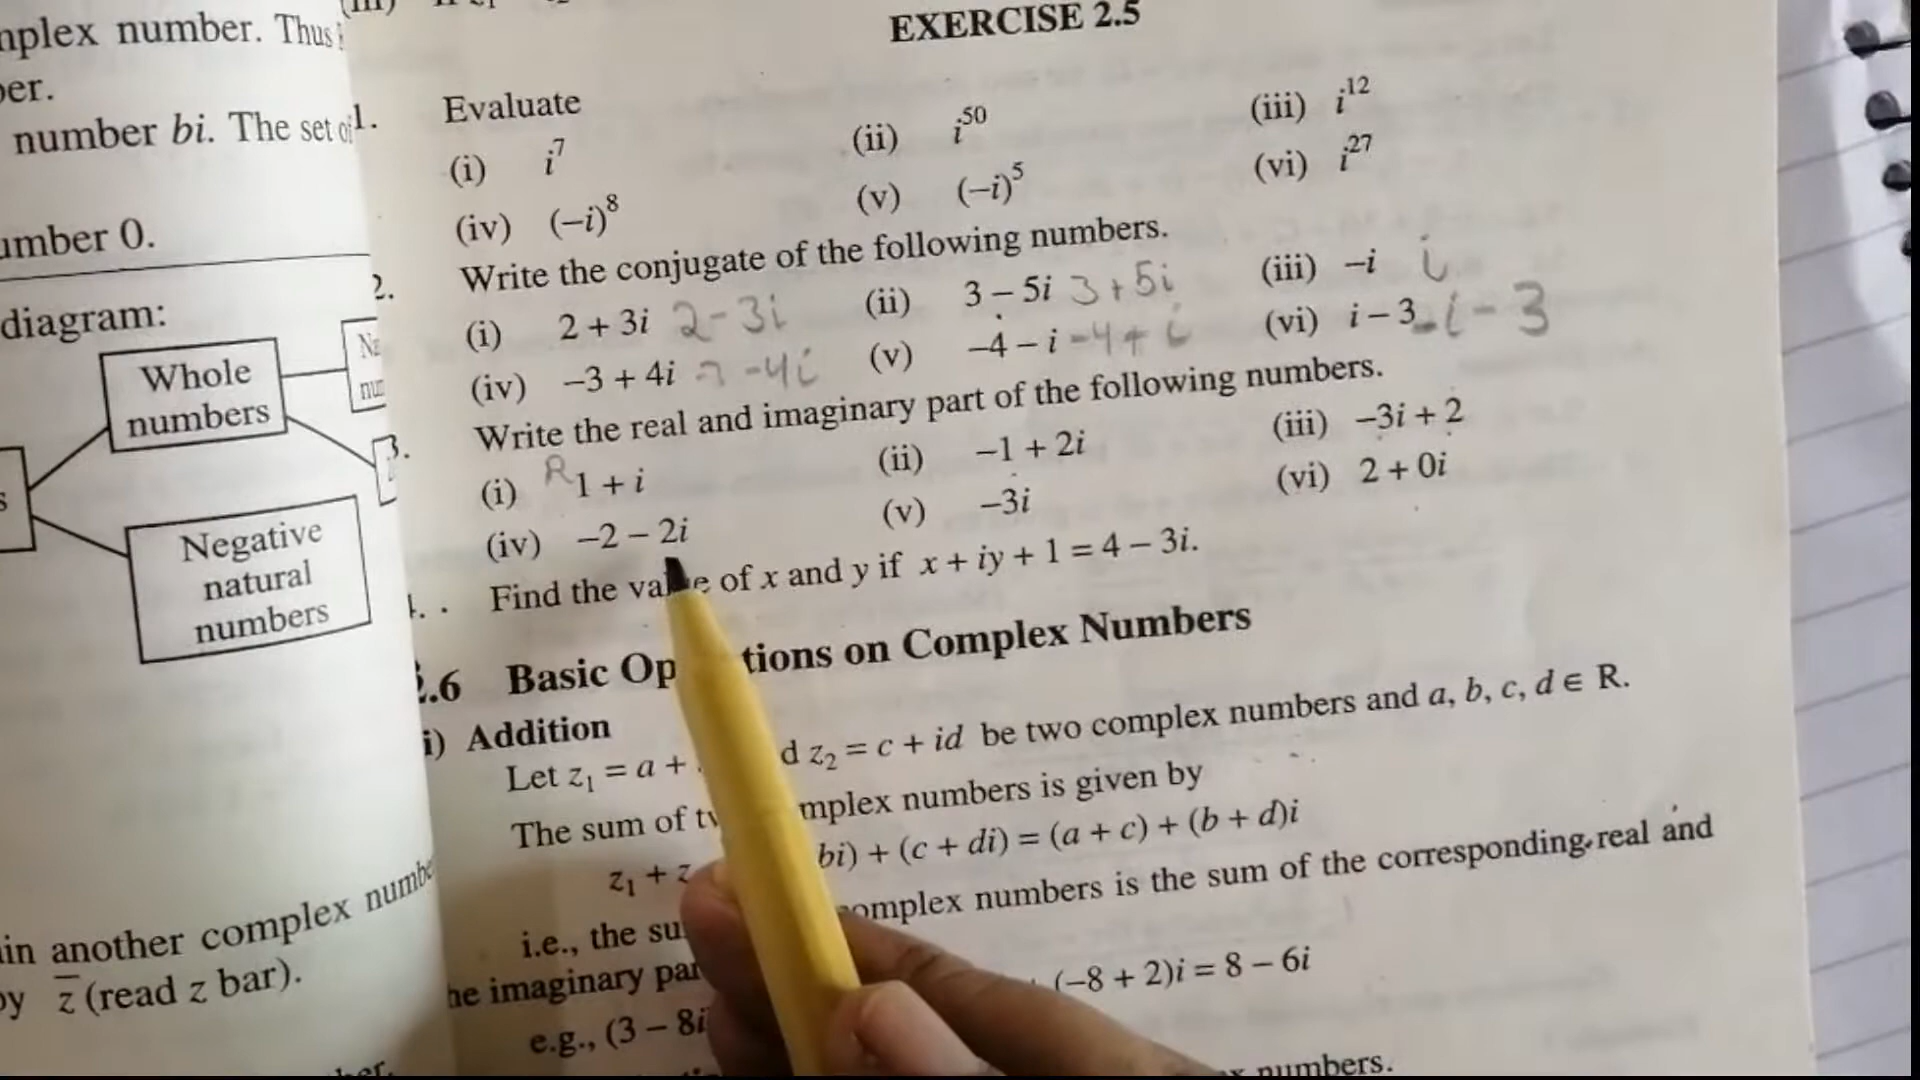 mplex number. Thus
er.
number bi. The set of
umber 0.
diagram:
Whole
numbers
Negative
natural
numbers
in another complex numbe
by z̅ (read z bar).
EXERCISE 2.5
1. Evaluate
(i) i⁷ (ii) i⁵⁰ (iii) i¹²
(iv) (−i)⁸ (v) (−i)⁵ (vi) i²⁷
2. Write the conjugate of the following numbers.
(i) 2 + 3i 2 - 3i (ii) 3 − 5i 3 + 5i (iii) −i i
(iv) −3 + 4i -4i (v) −4 − i -4 + i (vi) i − 3 -i - 3
3. Write the real and imaginary part of the following numbers.
(i) R 1 + i (ii) −1 + 2i (iii) −3i + 2
(iv) −2 − 2i (v) −3i (vi) 2 + 0i
Find the val e of x and y if x + iy + 1 = 4 − 3i.
.6 Basic Op tions on Complex Numbers
i) Addition
Let z₁ = a + d z₂ = c + id be two complex numbers and a, b, c, d ∈ R.
The sum of tw mplex numbers is given by
z₁ + z bi) + (c + di) = (a + c) + (b + d)i
i.e., the su omplex numbers is the sum of the corresponding real and
he imaginary par
e.g., (3 − 8i (−8 + 2)i = 8 − 6i
numbers.